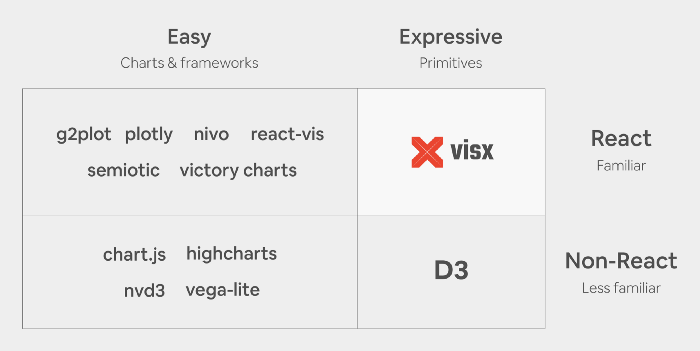 Easy
Charts & frameworks
Expressive
Primitives
g2plot plotly nivo react-vis
semiotic victory charts
visx
React
Familiar
chart.js highcharts
nvd3 vega-lite
D3
Non-React
Less familiar